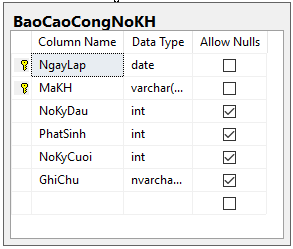 BaoCaoCongNoKH
Column Name Data Type Allow Nulls
NgayLap date
MaKH varchar(...
NoKyDau int
PhatSinh int
NoKyCuoi int
GhiChu nvarcha...